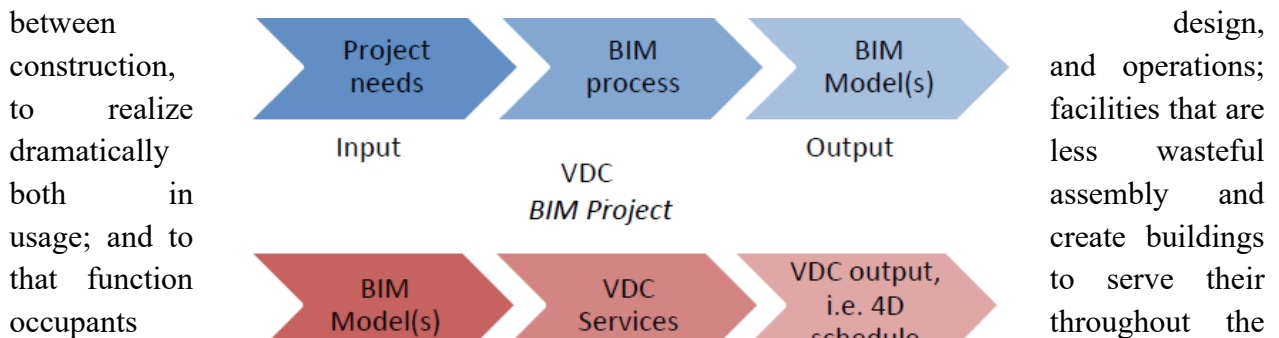 between design,
construction, and operations;
to realize facilities that are
dramatically less wasteful
both in assembly and
usage; and to create buildings
that function to serve their
occupants throughout the
Project needs
BIM process
BIM Model(s)
Input
Output
VDC
BIM Project
BIM Model(s)
VDC Services
VDC output,
i.e. 4D
schedule